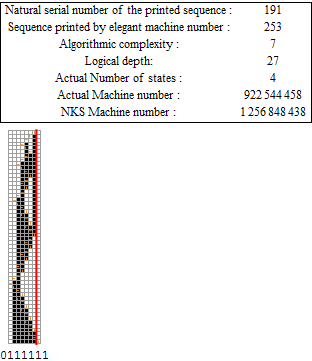 Natural serial number of the printed sequence : 191
Sequence printed by elegant machine number : 253
Algorithmic complexity : 7
Logical depth: 27
Actual Number of states : 4
Actual Machine number : 922 544 458
NKS Machine number : 1 256 848 438
0111111